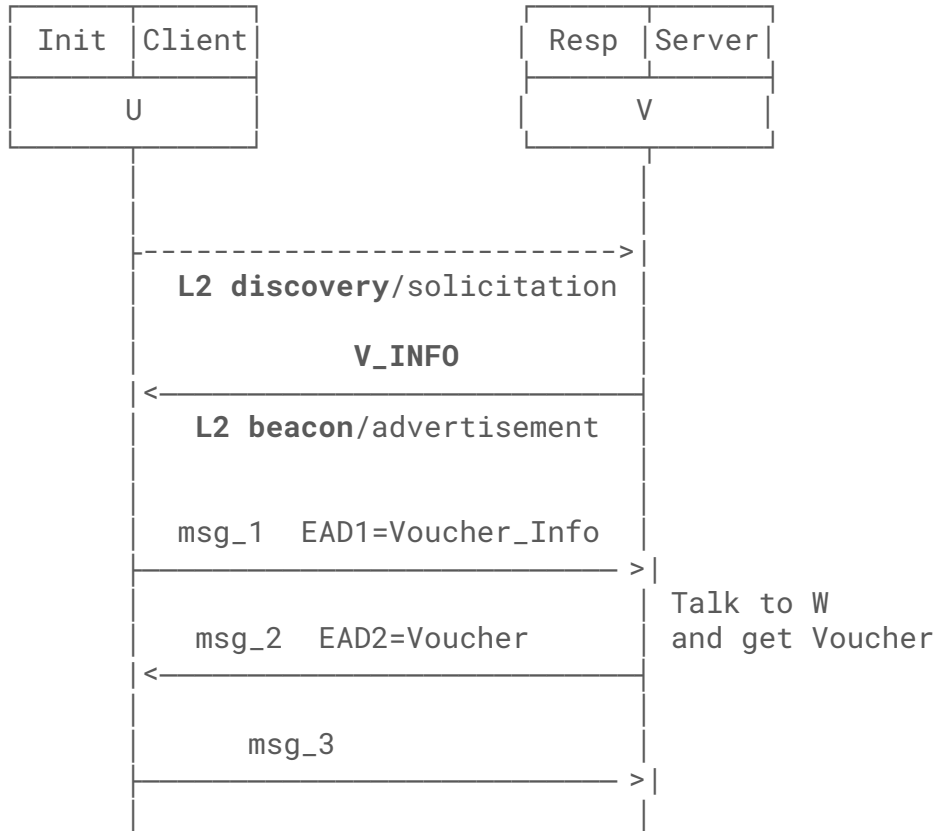 Init Client Resp Server
U V
L2 discovery/solicitation
V_INFO
L2 beacon/advertisement
msg_1 EAD1=Voucher_Info
Talk to W
msg_2 EAD2=Voucher and get Voucher
msg_3